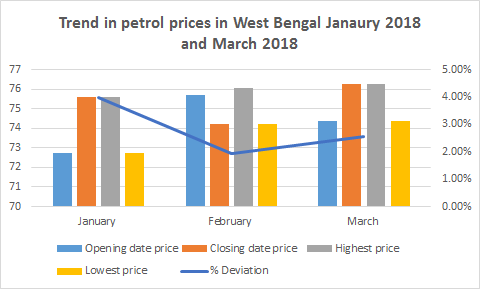 Trend in petrol prices in West Bengal Janaury 2018
and March 2018
77
76
75
74
73
72
71
70
5.00%
4.00%
3.00%
2.00%
1.00%
0.00%
January
February
March
Opening date price
Closing date price
Highest price
Lowest price
% Deviation